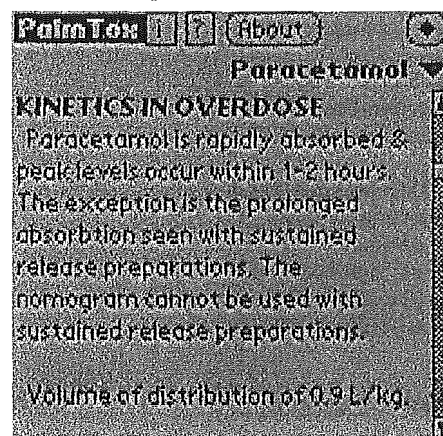 PalmTox i ? About
Paracetamol
KINETICS IN OVERDOSE
Paracetamol is rapidly absorbed &
peak levels occur within 1-2 hours.
The exception is the prolonged
absorbtion seen with sustained
release preparations. The
nomogram cannot be used with
sustained release preparations.
Volume of distribution of 0.9 L/kg.